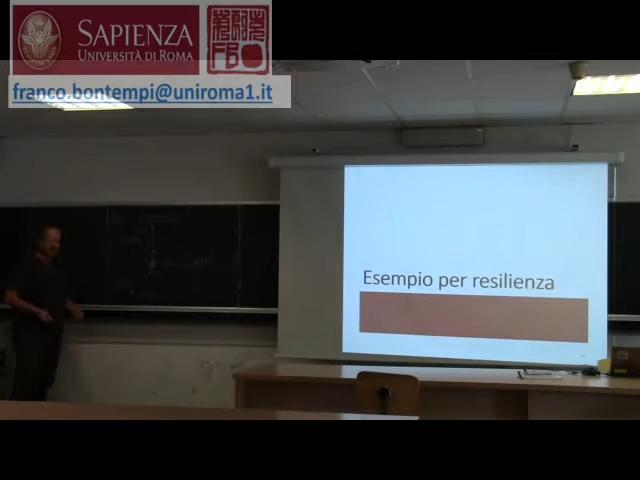 SAPIENZA
UNIVERSITÀ DI ROMA
franco.bontempi@uniroma1.it
Esempio per resilienza